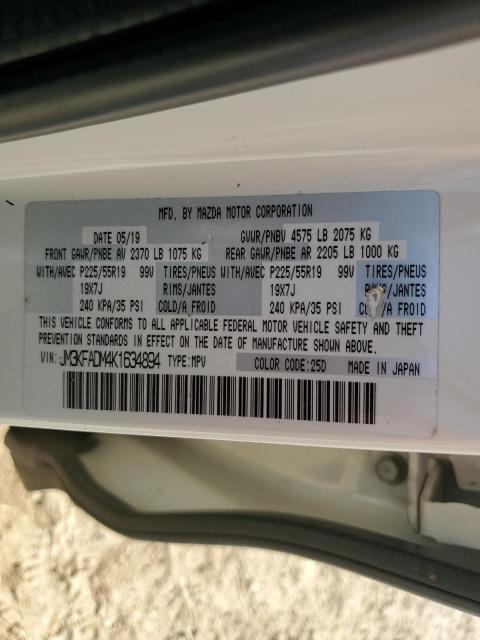 MFD. BY MAZDA MOTOR CORPORATION
DATE 05/19 GVWR/PNBV 4575 LB 2075 KG
FRONT GAWR/PNBE AV 2370 LB 1075 KG REAR GAWR/PNBE AR 2205 LB 1000 KG
WITH/AVEC P225/55R19 99V TIRES/PNEUS WITH/AVEC P225/55R19 99V TIRES/PNEUS
19X7J RIMS/JANTES 19X7J RIMS/JANTES
240 KPA/35 PSI COLD/A FROID 240 KPA/35 PSI COLD/A FROID
THIS VEHICLE CONFORMS TO ALL APPLICABLE FEDERAL MOTOR VEHICLE SAFETY AND THEFT
PREVENTION STANDARDS IN EFFECT ON THE DATE OF MANUFACTURE SHOWN ABOVE.
VIN: JM3KFADM4K1634894 TYPE:MPV COLOR CODE:25D MADE IN JAPAN